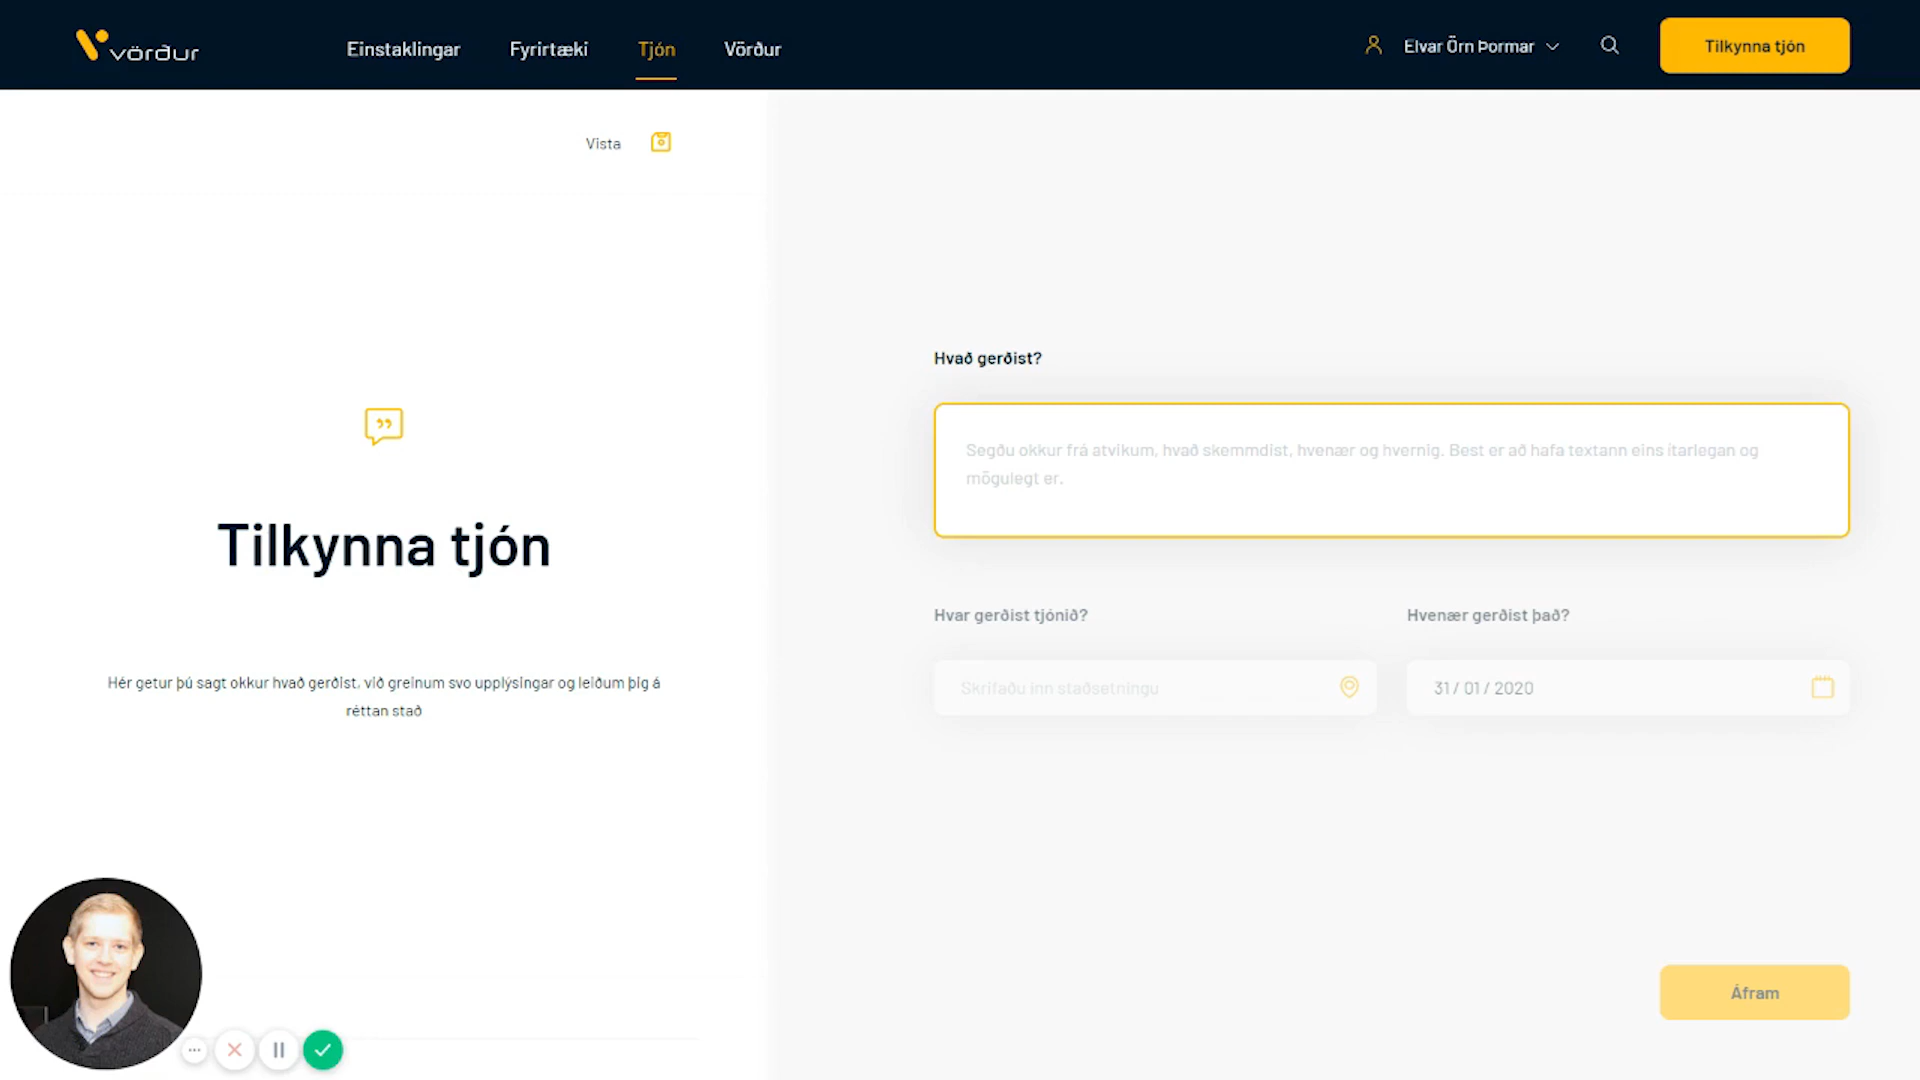 vörður
Einstaklingar
Fyrirtæki
Tjón
Vörður
Elvar Örn Þormar
Tilkynna tjón
Vista
Tilkynna tjón
Hér getur þú sagt okkur hvað gerðist, við greinum svo upplýsingar og leiðum þig á
réttan stað
Hvað gerðist?
Segðu okkur frá atvikum, hvað skemmdist, hvenær og hvernig. Best er að hafa textann eins ítarlegan og
mögulegt er.
Hvar gerðist tjónið?
Hvenær gerðist það?
Skrifaðu inn staðsetningu
31 / 01 / 2020
Áfram